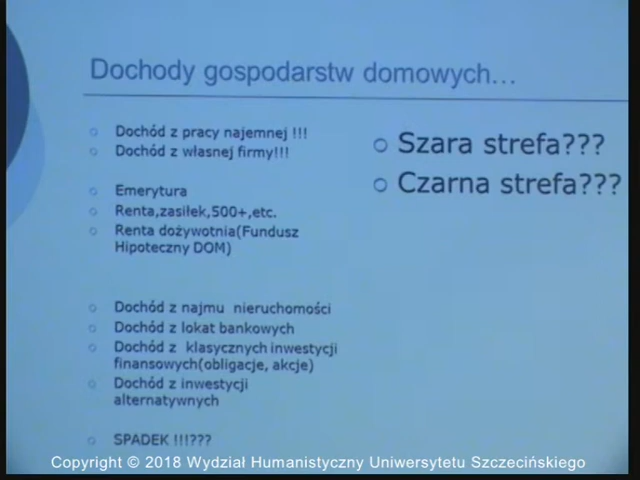 Dochody gospodarstw domowych...
Dochód z pracy najemnej !!!
Dochód z własnej firmy!!!
Emerytura
Renta,zasiłek,500+,etc.
Renta dożywotnia(Fundusz
Hipoteczny DOM)
Dochód z najmu nieruchomości
Dochód z lokat bankowych
Dochód z klasycznych inwestycji
finansowych(obligacje, akcje)
Dochód z inwestycji
alternatywnych
SPADEK !!!???
Szara strefa???
Czarna strefa???
Copyright © 2018 Wydział Humanistyczny Uniwersytetu Szczecińskiego